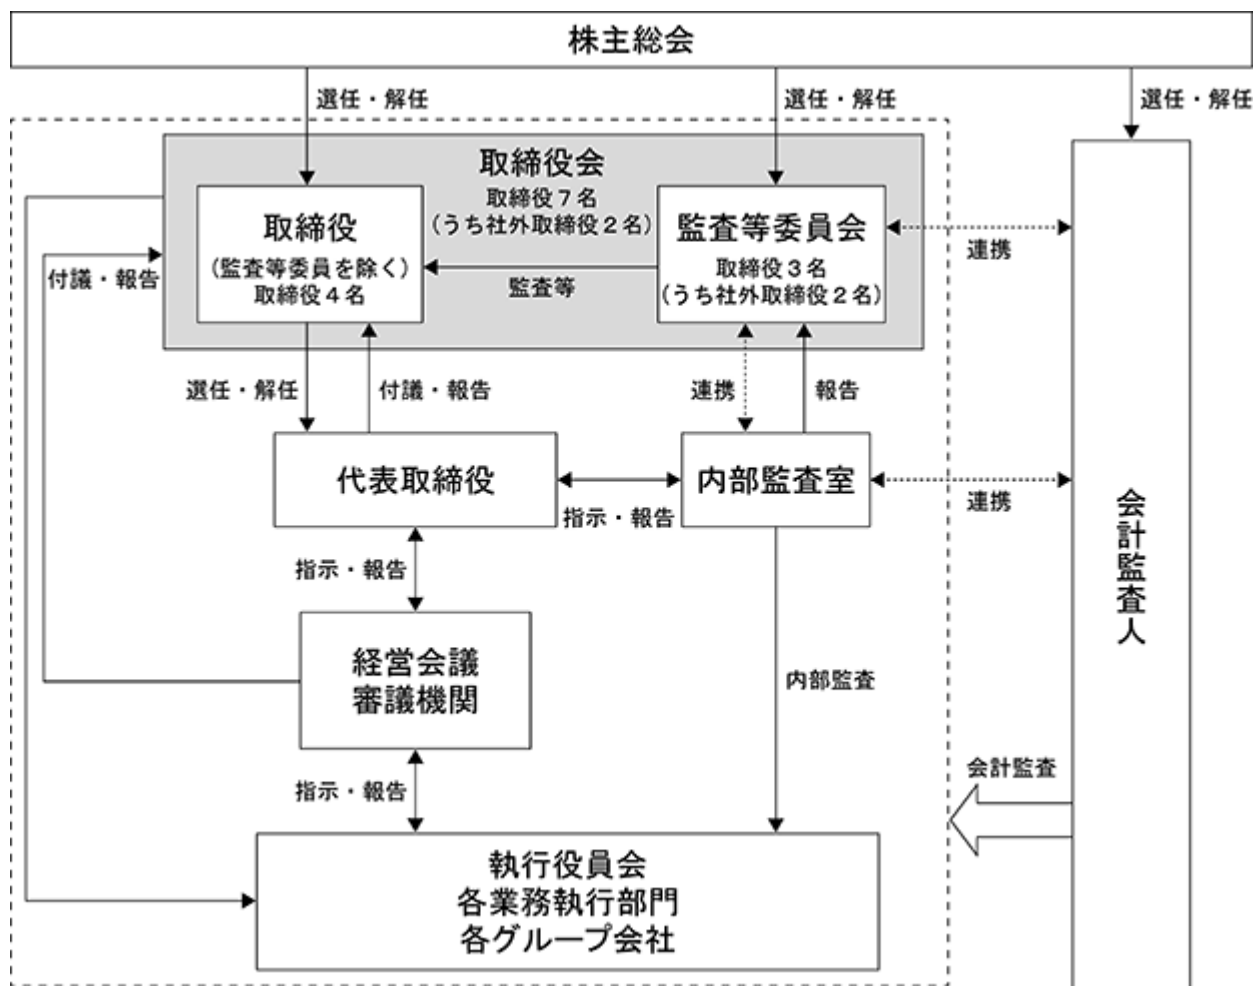 株主総会
選任・解任
選任・解任
選任・解任
取締役会
取締役７名
(うち社外取締役２名)
取締役
(監査等委員を除く)
取締役４名
監査等委員会
取締役３名
(うち社外取締役２名)
監査等
連携
付議・報告
選任・解任
付議・報告
連携
報告
代表取締役
内部監査室
指示・報告
連携
会計監査人
指示・報告
経営会議
審議機関
内部監査
指示・報告
会計監査
執行役員会
各業務執行部門
各グループ会社